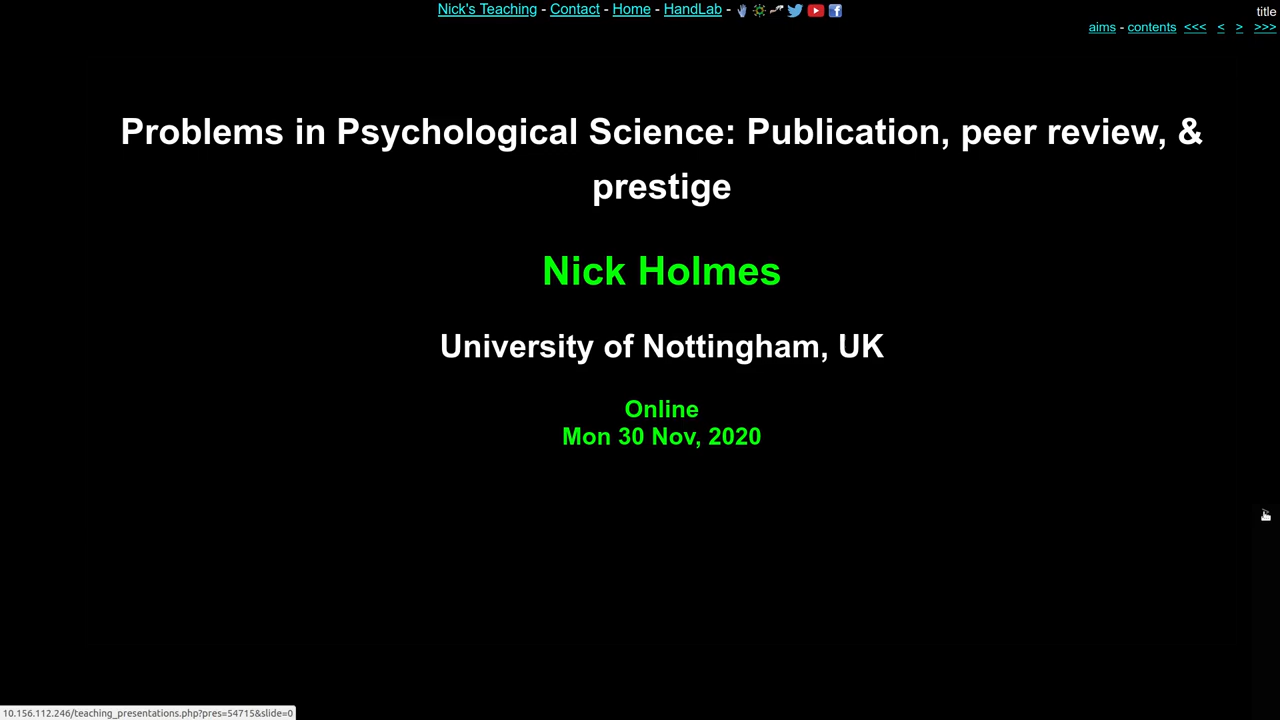 Nick's Teaching - Contact - Home - HandLab -
title
aims - contents <<< < > >>>
Problems in Psychological Science: Publication, peer review, &
prestige
Nick Holmes
University of Nottingham, UK
Online
Mon 30 Nov, 2020
10.156.112.246/teaching_presentations.php?pres=54715&slide=0